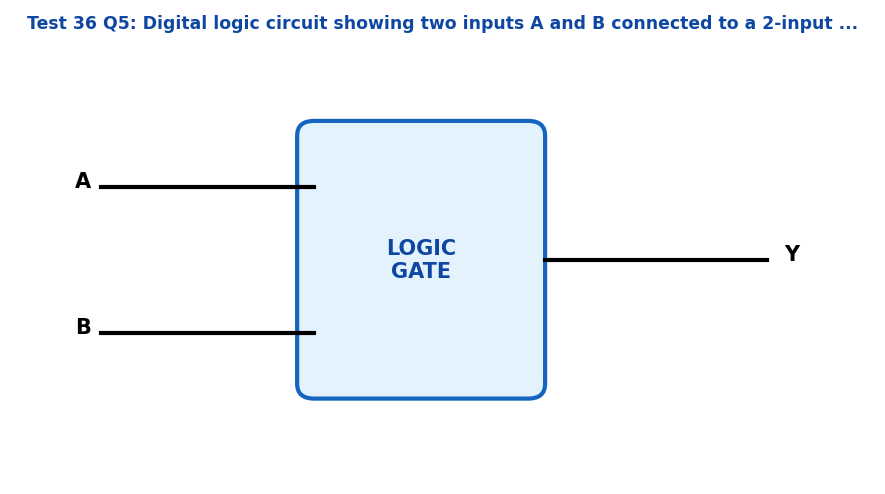 Test 36 Q5: Digital logic circuit showing two inputs A and B connected to a 2-input ...
A
LOGIC
GATE
Y
B